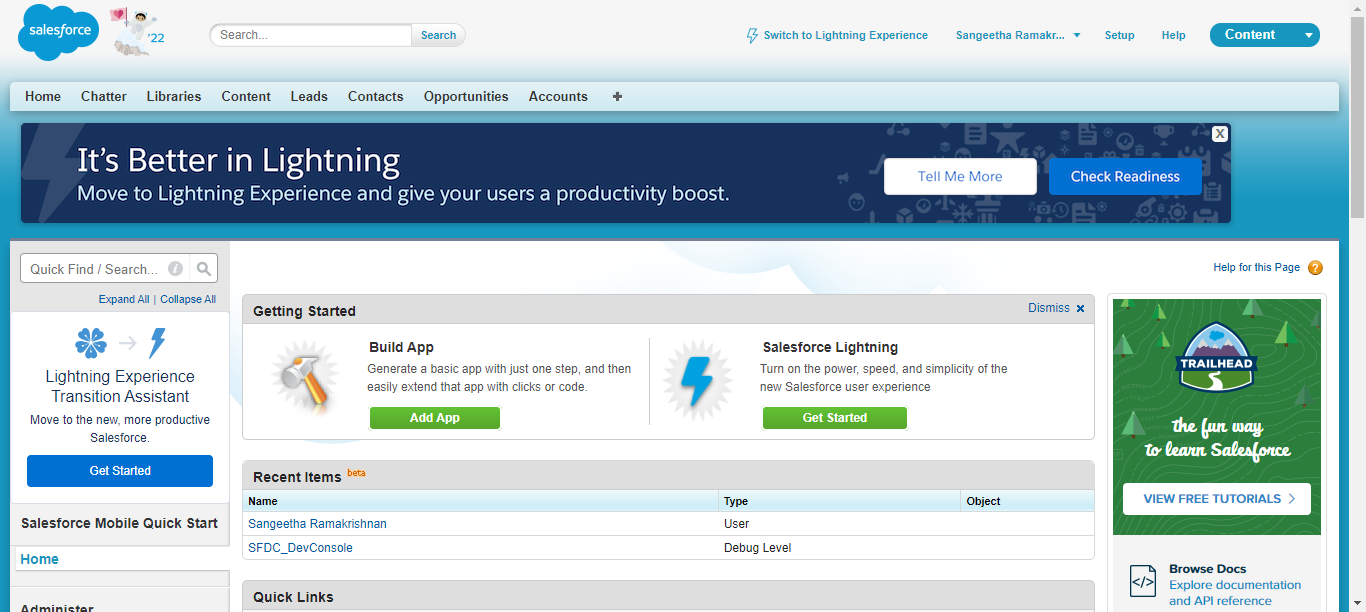 salesforce
'22
Search...
Search
Switch to Lightning Experience
Sangeetha Ramakr...
Setup
Help
Content
Home Chatter Libraries Content Leads Contacts Opportunities Accounts +
It's Better in Lightning
Move to Lightning Experience and give your users a productivity boost.
Tell Me More
Check Readiness
X
Quick Find / Search...
i
Expand All | Collapse All
Lightning Experience
Transition Assistant
Move to the new, more productive
Salesforce.
Get Started
Salesforce Mobile Quick Start
Home
Administer
Help for this Page ?
Getting Started
Dismiss x
Build App
Generate a basic app with just one step, and then
easily extend that app with clicks or code.
Add App
Salesforce Lightning
Turn on the power, speed, and simplicity of the
new Salesforce user experience
Get Started
Recent Items beta
Name Type Object
Sangeetha Ramakrishnan User
SFDC_DevConsole Debug Level
Quick Links
TRAILHEAD
the fun way
to learn Salesforce
VIEW FREE TUTORIALS >
</>
Browse Docs
Explore documentation
and API reference